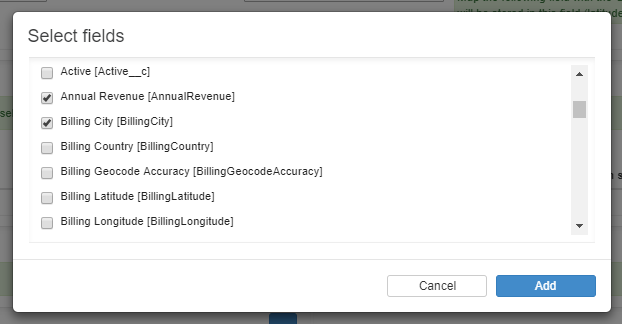 Select fields
Active [Active__c]
Annual Revenue [AnnualRevenue]
Billing City [BillingCity]
Billing Country [BillingCountry]
Billing Geocode Accuracy [BillingGeocodeAccuracy]
Billing Latitude [BillingLatitude]
Billing Longitude [BillingLongitude]
Cancel
Add